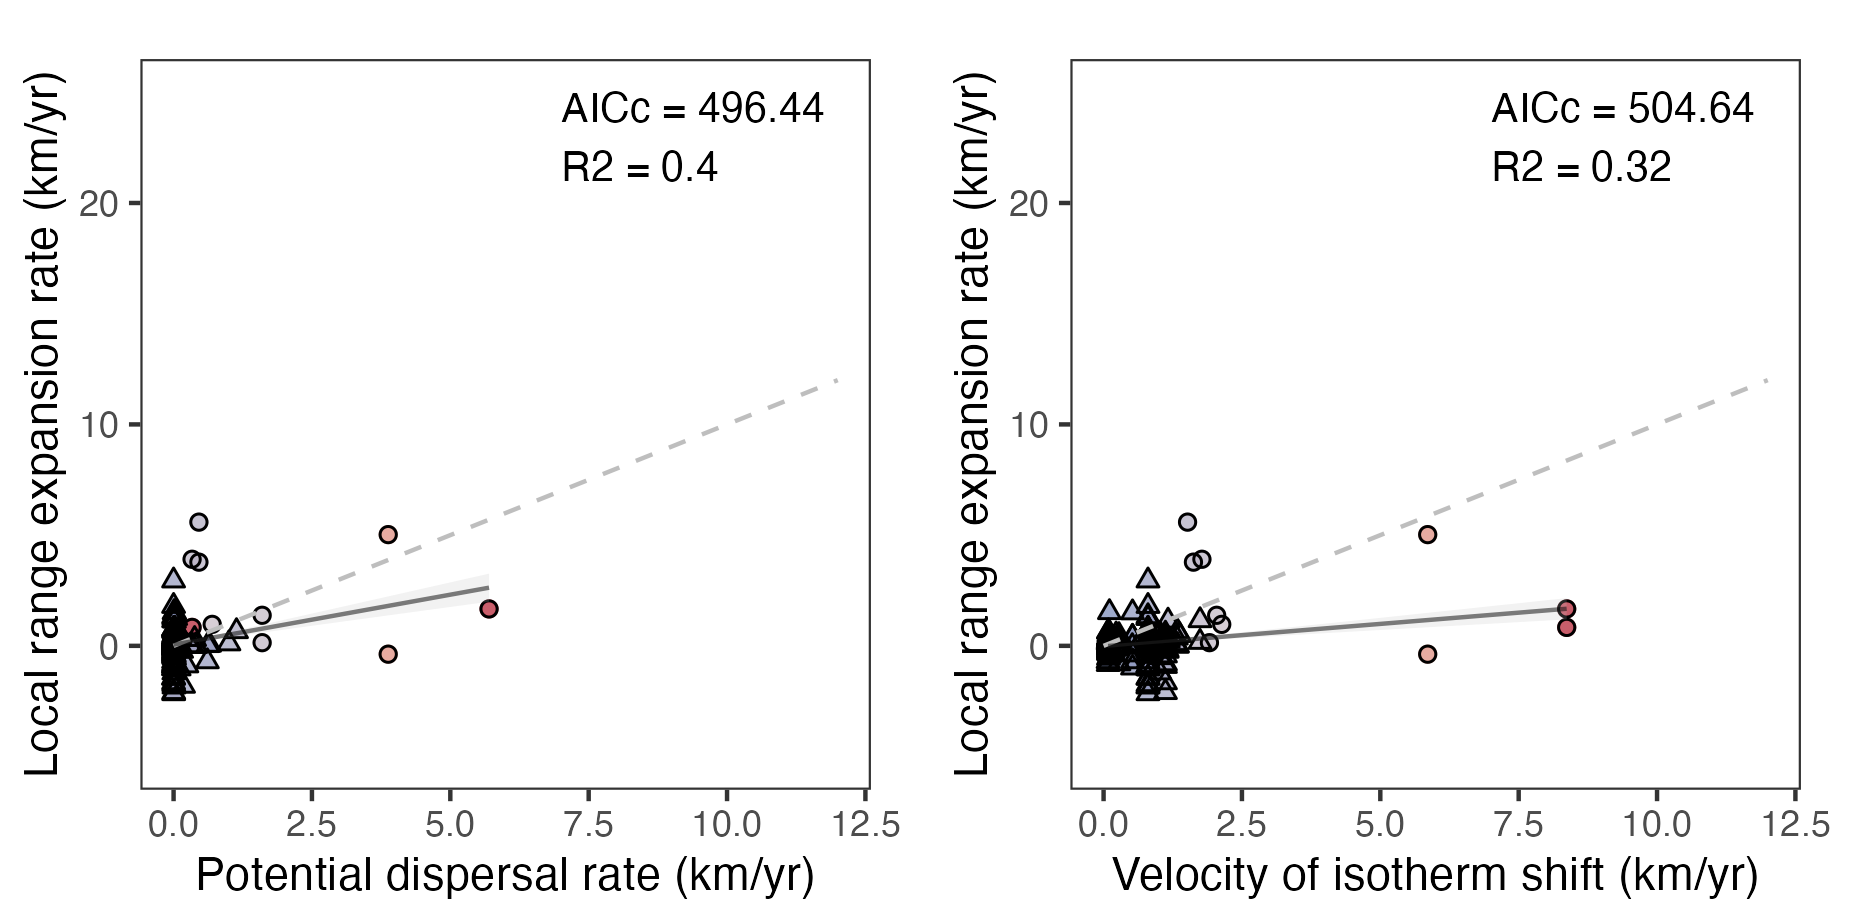 AICc = 496.44
R2 = 0.4
Local range expansion rate (km/yr)
20
10
0
0.0 2.5 5.0 7.5 10.0 12.5
Potential dispersal rate (km/yr)
AICc = 504.64
R2 = 0.32
Local range expansion rate (km/yr)
20
10
0
0.0 2.5 5.0 7.5 10.0 12.5
Velocity of isotherm shift (km/yr)